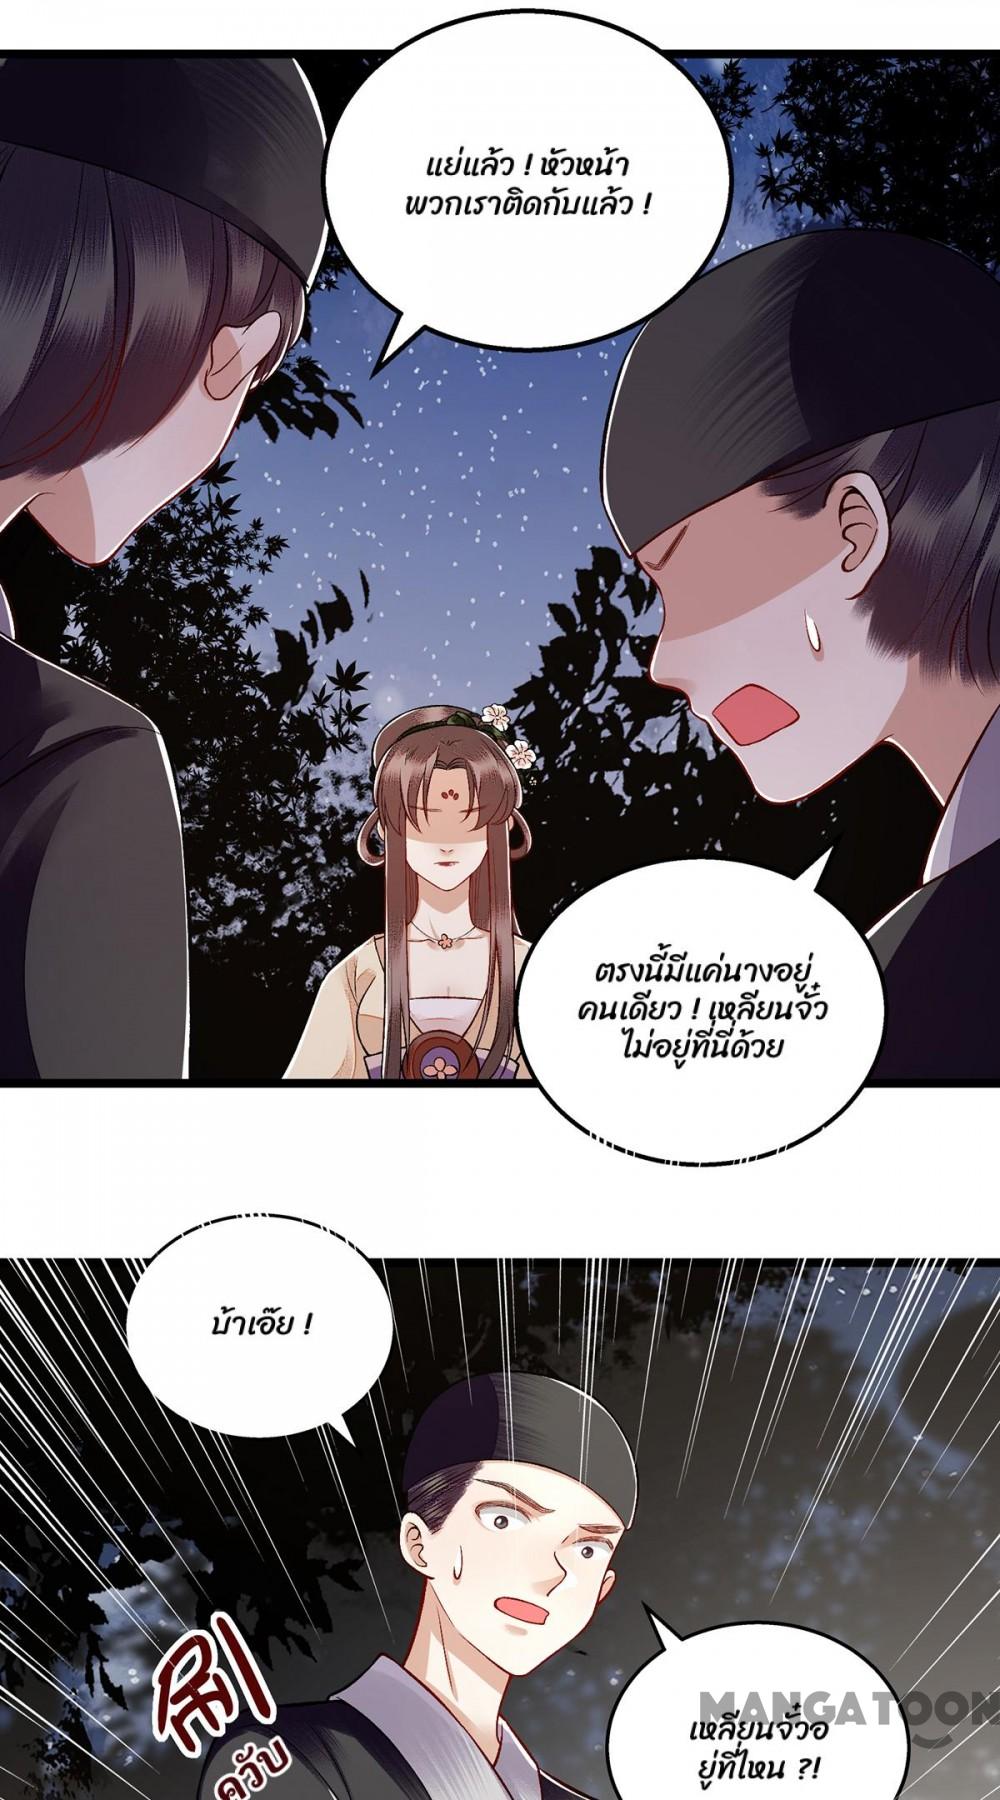 แย่แล้ว ! หัวหน้า
พวกเราติดกับแล้ว !
ตรงนี้มีแค่นางอยู่
คนเดียว ! เหลียนจั๋ว
ไม่อยู่ที่นี่ด้วย
บ้าเอ๊ย !
刷
ควับ
MANGATOON
เหลียนจั๋วอ
ยู่ที่ไหน ?!